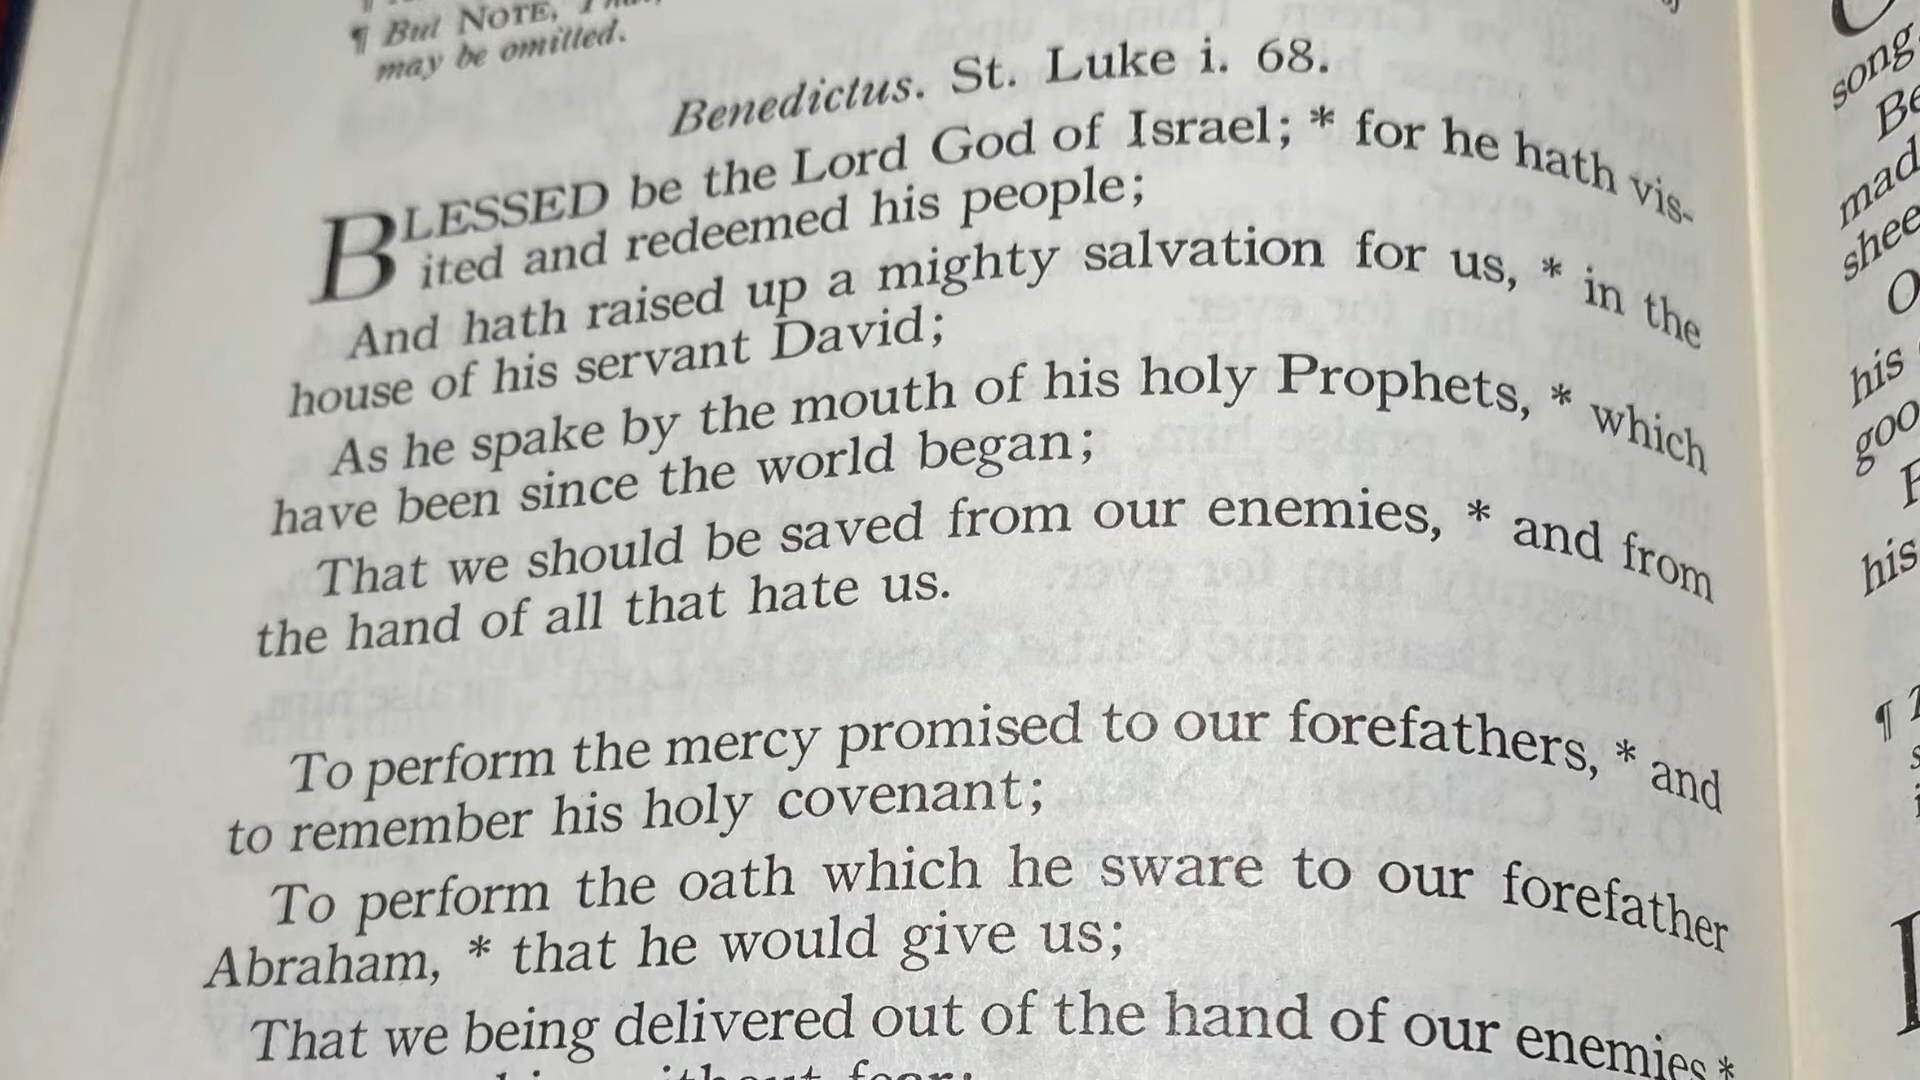 ¶ But NOTE,
may be omitted.
Benedictus. St. Luke i. 68.
BLESSED be the Lord God of Israel; * for he hath vis-
ited and redeemed his people;
And hath raised up a mighty salvation for us, * in the
house of his servant David;
As he spake by the mouth of his holy Prophets, * which
have been since the world began;
That we should be saved from our enemies, * and from
the hand of all that hate us.
To perform the mercy promised to our forefathers, * and
to remember his holy covenant;
To perform the oath which he sware to our forefather
Abraham, * that he would give us;
That we being delivered out of the hand of our enemies *
without fear;
song
Be
mad
shee
O
his
goo
his
¶